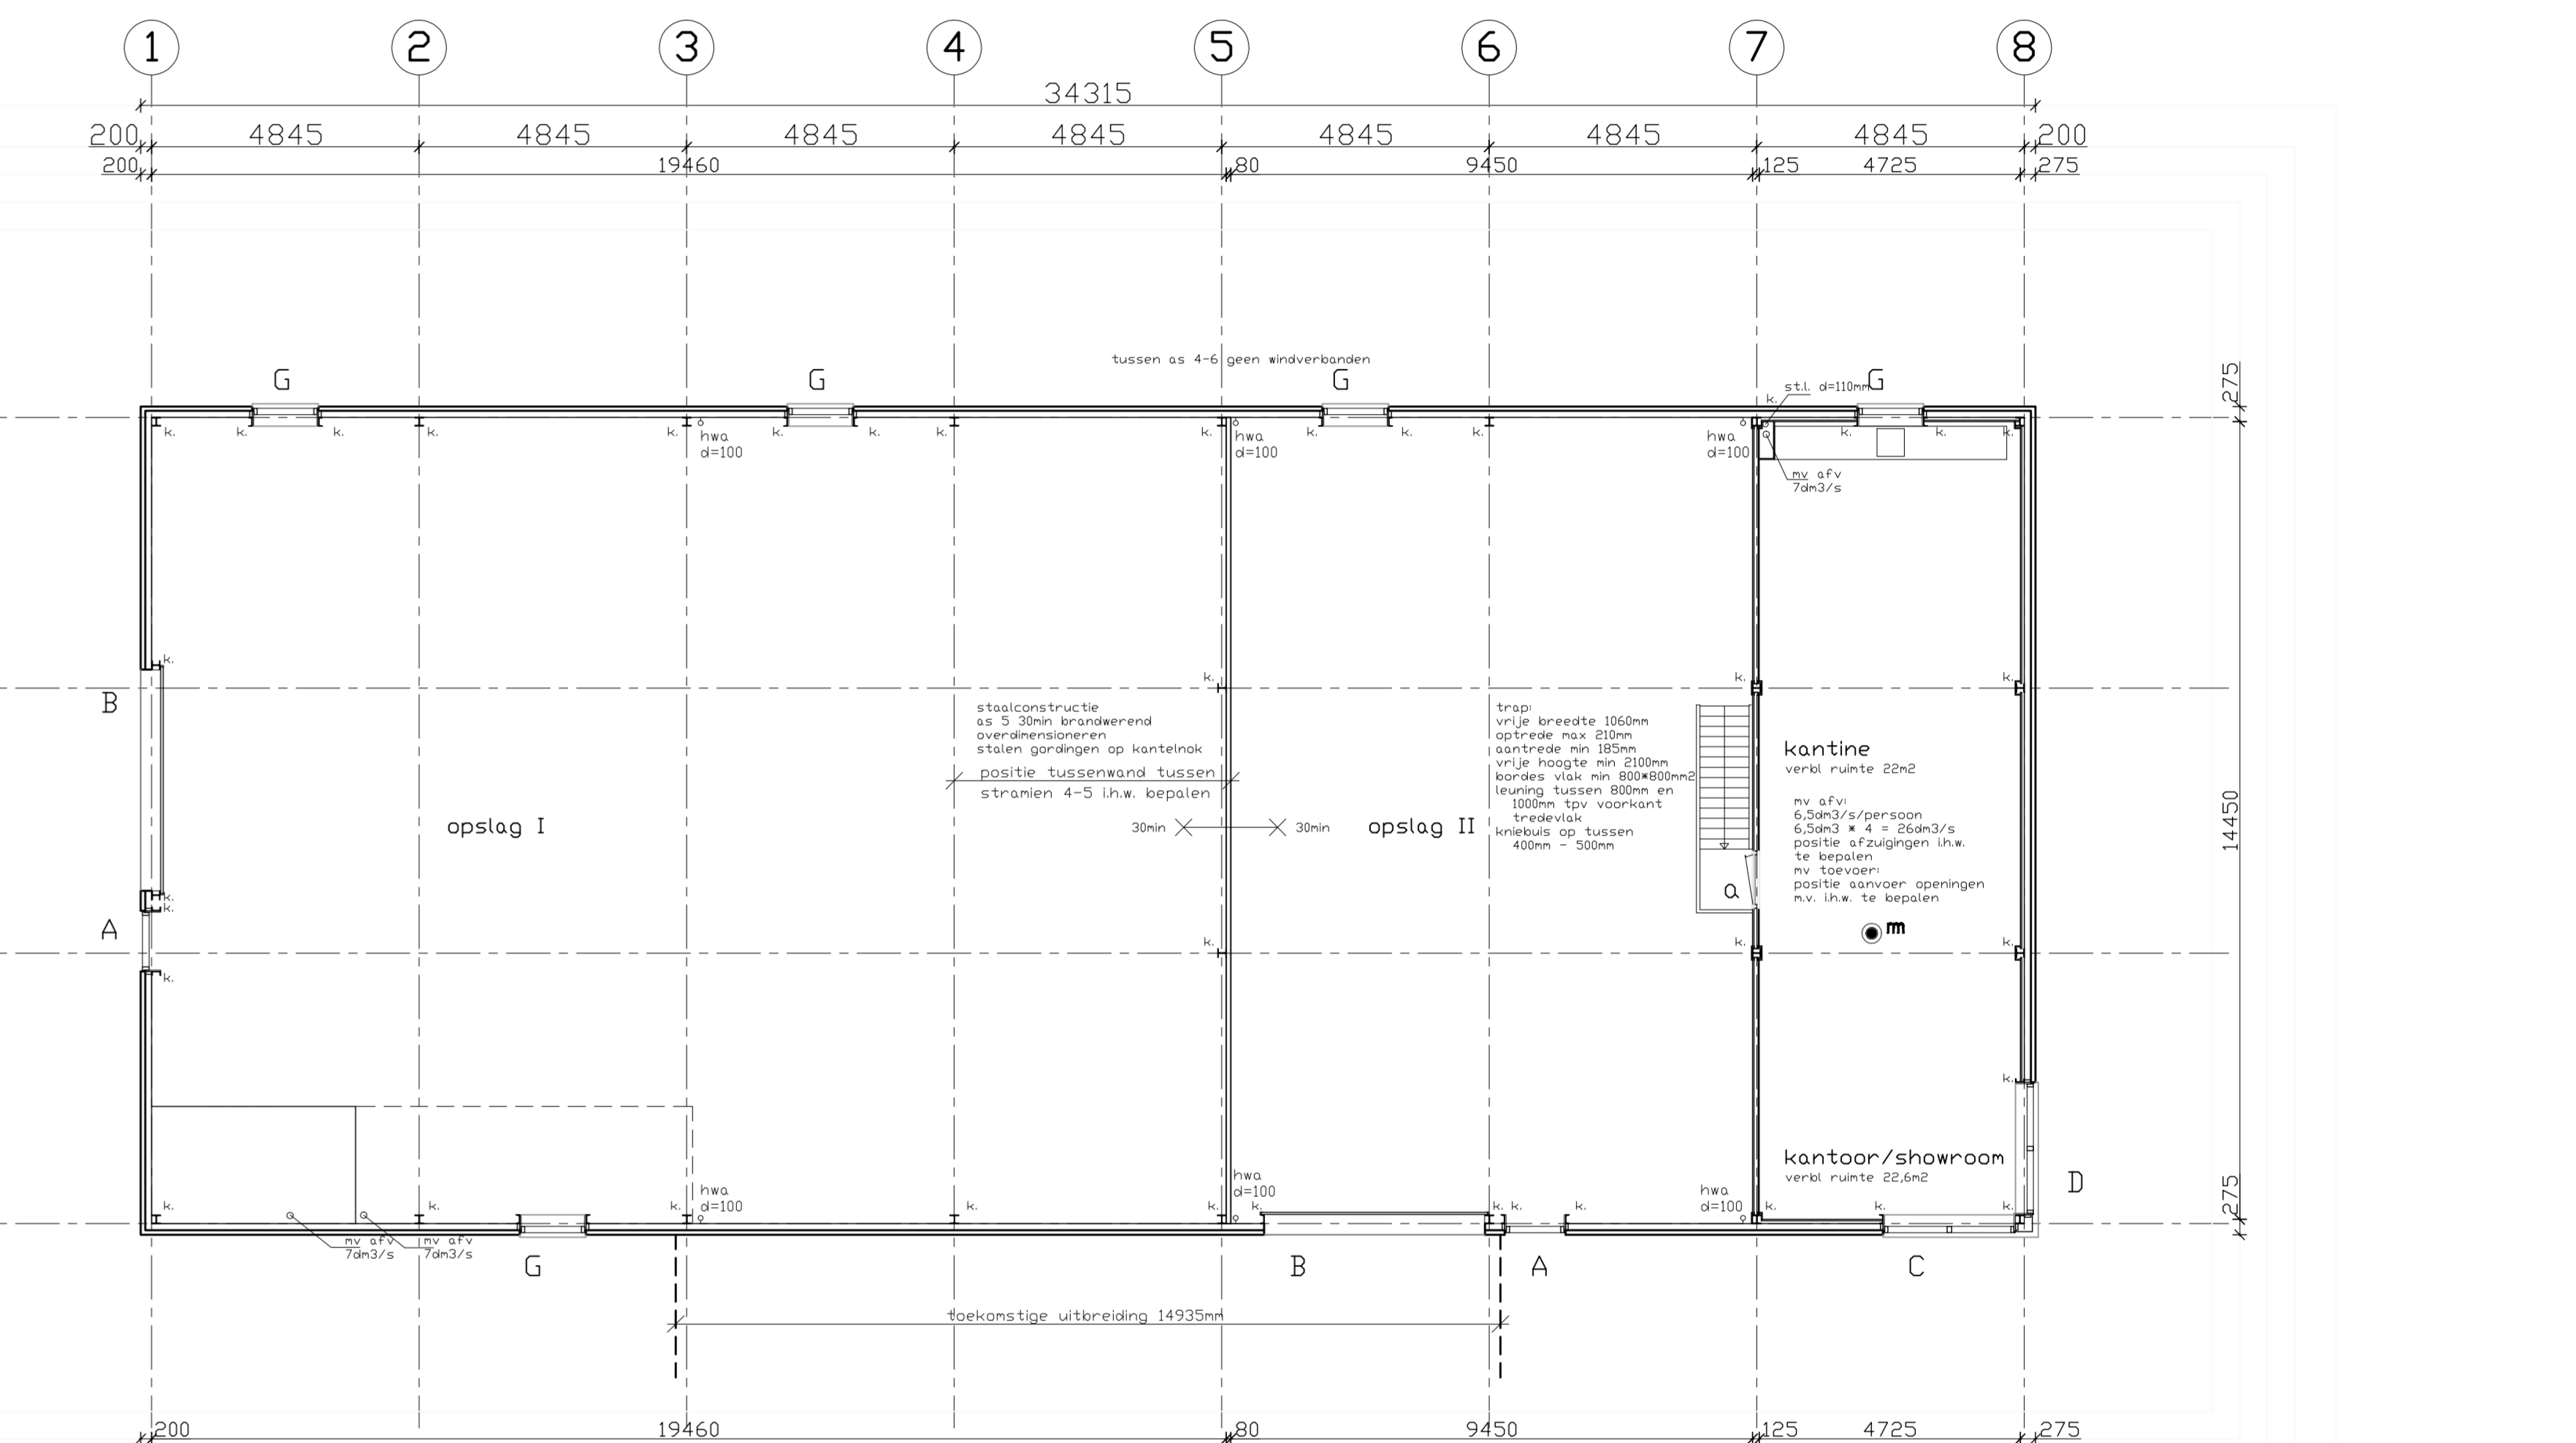 1 2 3 4 5 6 7 8
34315
200 4845 4845 4845 4845 4845 4845 4845 200
200 19460 80 9450 125 4725 275
tussen as 4-6 geen windverbanden
275
G G G G
st.l. d=110mm
k.
k. k. k. k. k. k. k. k. k. k. k. k. k. k. k.
hwa
d=100
hwa
d=100
hwa
d=100
mv afv
7dm3/s
k.
k. k. k.
B
staalconstructie
as 5 30min brandwerend
overdimensioneren
stalen gordingen op kantelnok
positie tussenwand tussen
stramien 4-5 i.h.w. bepalen
trap:
vrije breedte 1060mm
optrede max 210mm
aantrede min 185mm
vrije hoogte min 2100mm
bordes vlak min 800*800mm2
leuning tussen 800mm en
1000mm tpv voorkant
tredevlak
kniebuis op tussen
400mm - 500mm
kantine
verbl ruimte 22m2
mv afv:
6,5dm3/s/persoon
6,5dm3 * 4 = 26dm3/s
positie afzuigingen i.h.w.
te bepalen
mv toevoer:
positie aanvoer openingen
m.v. i.h.w. te bepalen
14450
opslag I
30min 30min
opslag II
a
k.
k.
A
m
k. k. k.
k.
k.
kantoor/showroom
verbl ruimte 22,6m2
D
275
hwa
d=100
hwa
d=100
hwa
d=100
k. k. k. k. k. k. k. k. k. k. k.
mv afv
7dm3/s
mv afv
7dm3/s
G B A C
toekomstige uitbreiding 14935mm
200 19460 80 9450 125 4725 275